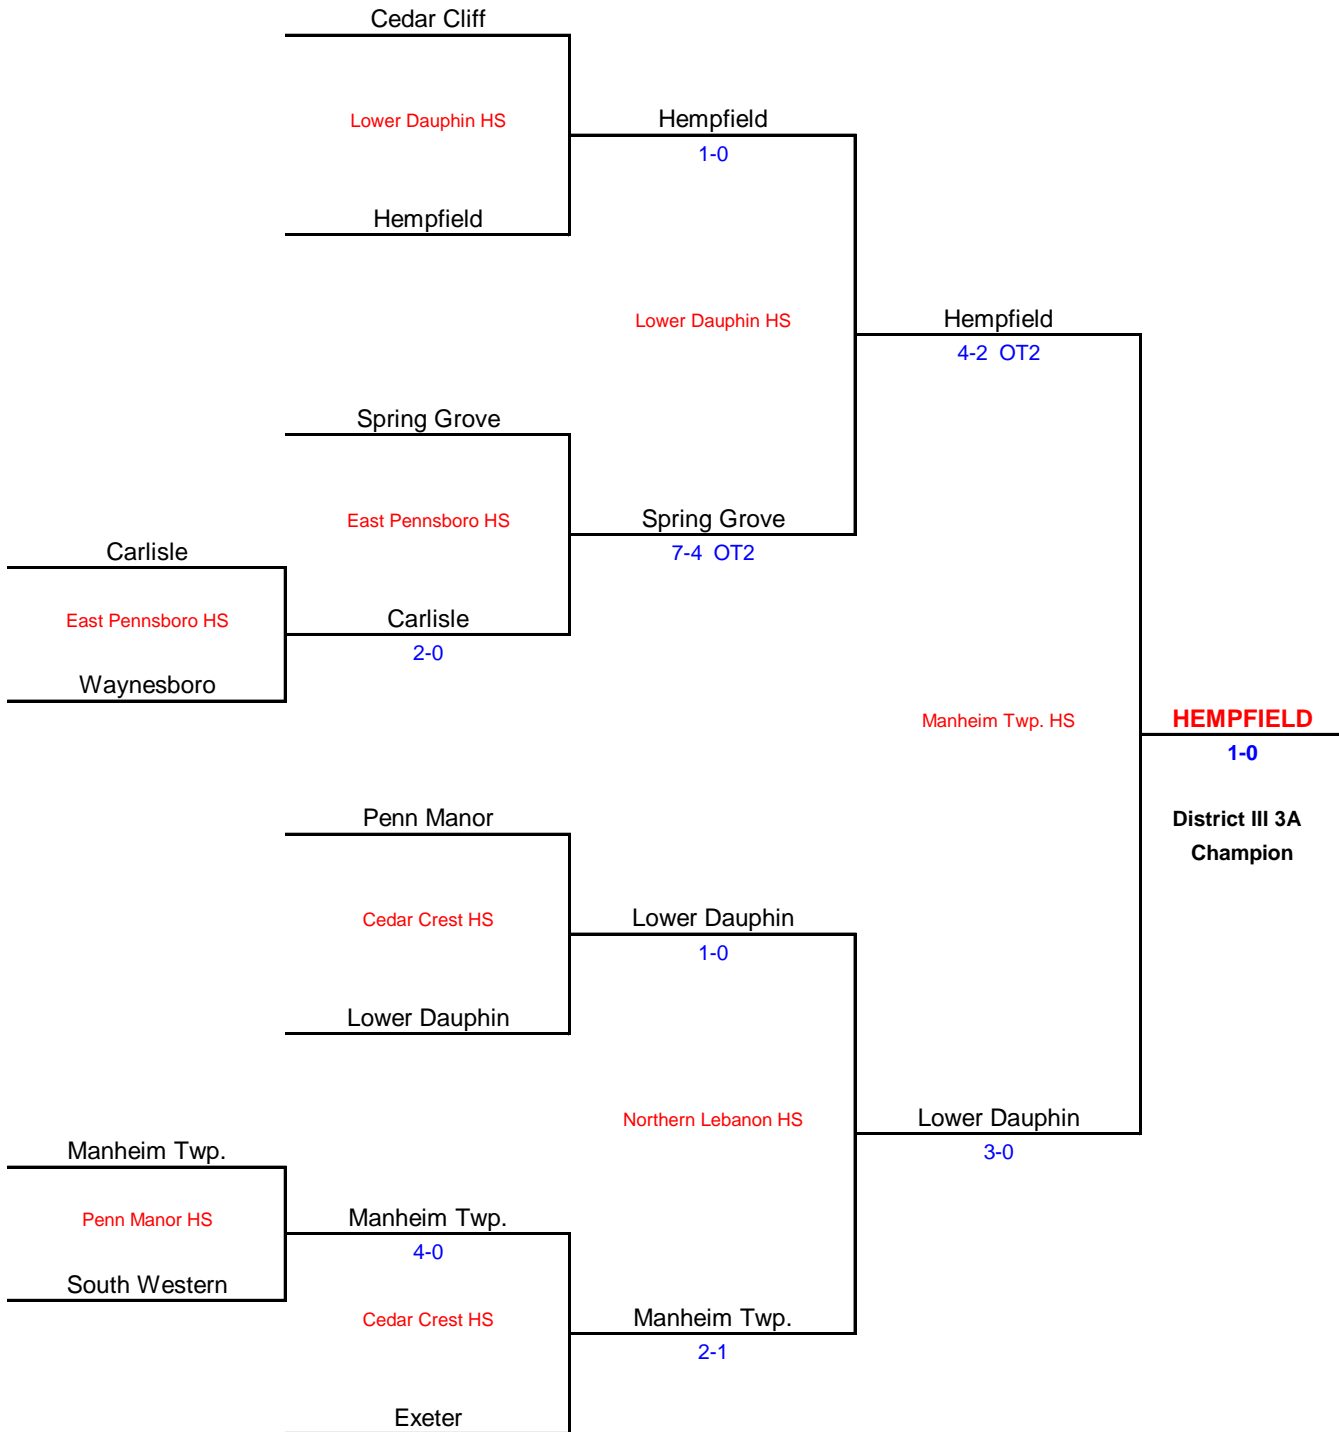 Cedar Cliff
Lower Dauphin HS
Hempfield
1-0
Hempfield
Lower Dauphin HS
Hempfield
4-2 OT2
Spring Grove
East Pennsboro HS
Spring Grove
7-4 OT2
Carlisle
East Pennsboro HS
Carlisle
2-0
Waynesboro
Manheim Twp. HS
HEMPFIELD
1-0
District III 3A
Champion
Penn Manor
Cedar Crest HS
Lower Dauphin
1-0
Lower Dauphin
Northern Lebanon HS
Lower Dauphin
3-0
Manheim Twp.
Penn Manor HS
Manheim Twp.
4-0
South Western
Cedar Crest HS
Manheim Twp.
2-1
Exeter